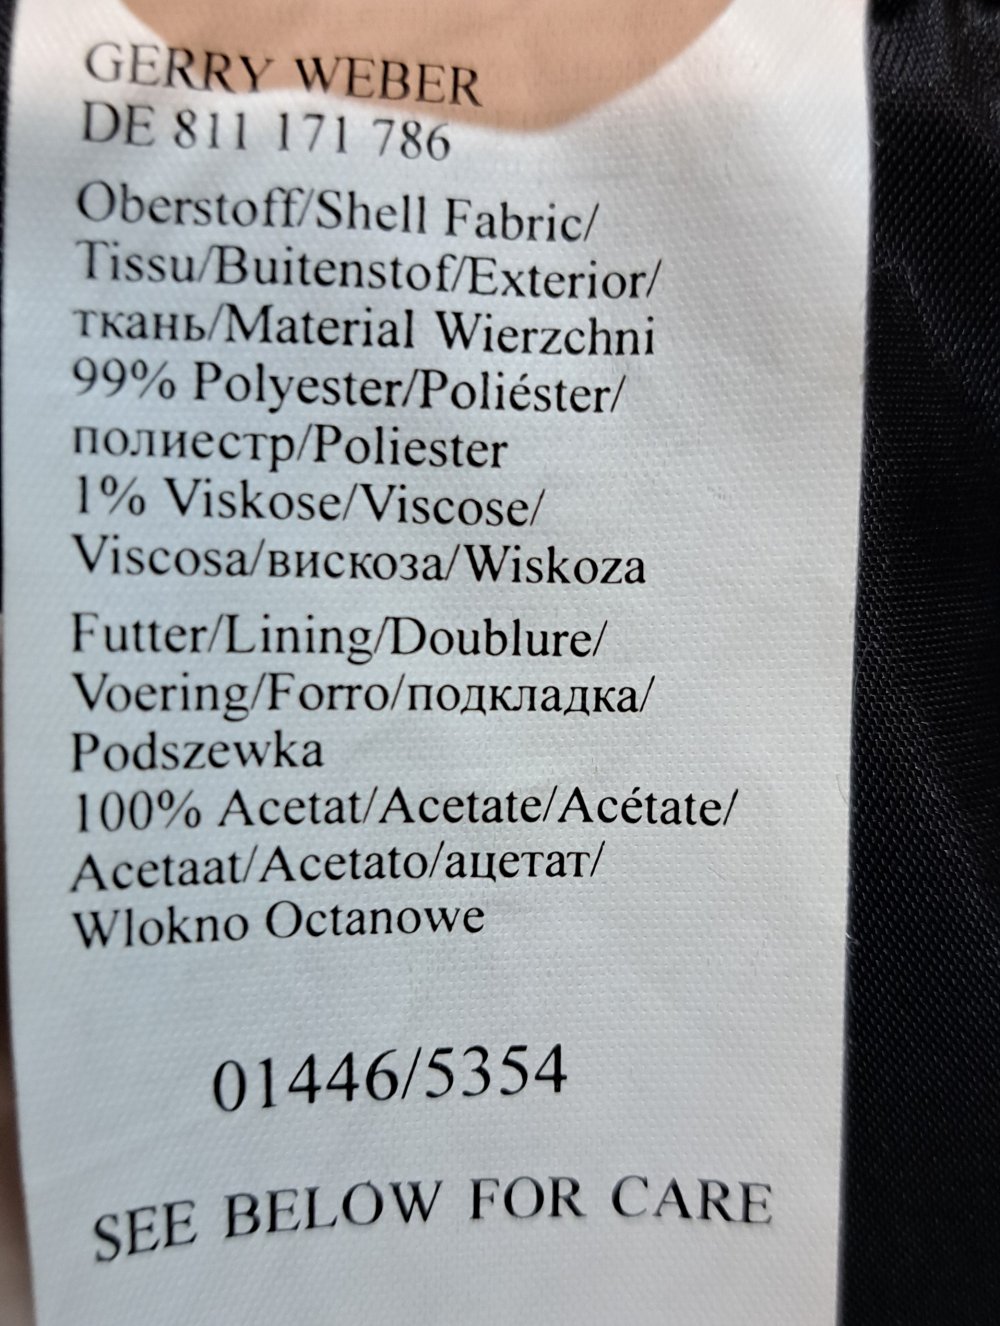 GERRY WEBER
DE 811 171 786
Oberstoff/Shell Fabric/
Tissu/Buitenstof/Exterior/
ткань/Material Wierzchni
99% Polyester/Poliéster/
полиестр/Poliester
1% Viskose/Viscose/
Viscosa/вискоза/Wiskoza
Futter/Lining/Doublure/
Voering/Forro/подкладка/
Podszewka
100% Acetat/Acetate/Acétate/
Acetaat/Acetato/ацетат/
Wlokno Octanowe
01446/5354
SEE BELOW FOR CARE